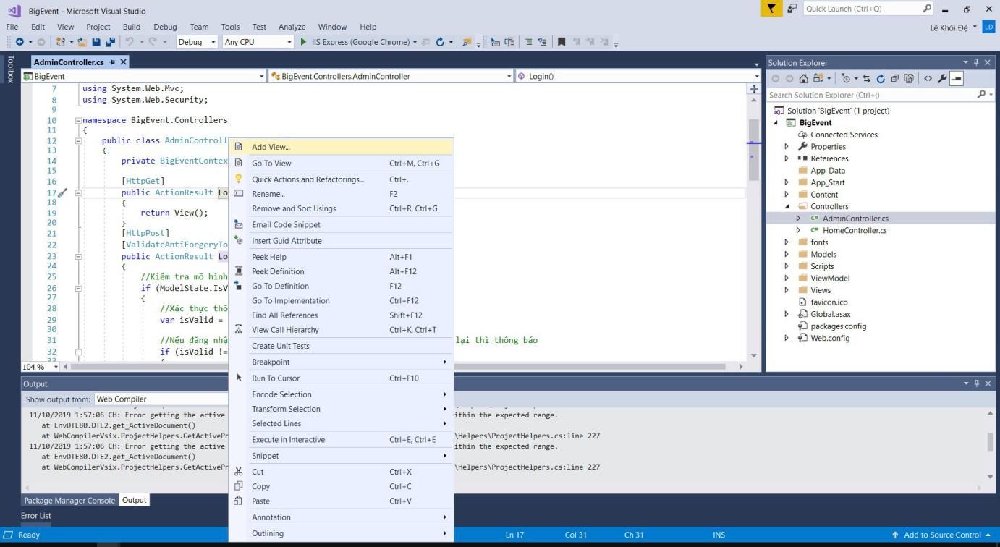 BigEvent - Microsoft Visual Studio
Quick Launch (Ctrl+Q)
File Edit View Project Build Debug Team Tools Test Analyze Window Help
Lê Khôi Đệ LĐ
Debug Any CPU IIS Express (Google Chrome)
Toolbox
AdminController.cs
BigEvent BigEvent.Controllers.AdminController Login()
7 using System.Web.Mvc;
8 using System.Web.Security;
9
10 namespace BigEvent.Controllers
11 {
12 public class AdminControll
13 {
14 private BigEventContex
15
16 [HttpGet]
17 public ActionResult Lo
18 {
19 return View();
20 }
21 [HttpPost]
22 [ValidateAntiForgeryTo
23 public ActionResult Lo
24 {
25 //Kiểm tra mô hình
26 if (ModelState.IsV
27 {
28 //Xác thực thô
29 var isValid =
30
31 //Nếu đăng nhậ lại thì thông báo
32 if (isValid !=
33 {
104 %
Add View...
Go To View Ctrl+M, Ctrl+G
Quick Actions and Refactorings... Ctrl+.
Rename... F2
Remove and Sort Usings Ctrl+R, Ctrl+G
Email Code Snippet
Insert Guid Attribute
Peek Help Alt+F1
Peek Definition Alt+F12
Go To Definition F12
Go To Implementation Ctrl+F12
Find All References Shift+F12
View Call Hierarchy Ctrl+K, Ctrl+T
Create Unit Tests
Breakpoint
Run To Cursor Ctrl+F10
Encode Selection
Transform Selection
Selected Lines
Execute in Interactive Ctrl+E, Ctrl+E
Snippet
Cut Ctrl+X
Copy Ctrl+C
Paste Ctrl+V
Annotation
Outlining
Solution Explorer
Search Solution Explorer (Ctrl+;)
Solution 'BigEvent' (1 project)
BigEvent
Connected Services
Properties
References
App_Data
App_Start
Content
Controllers
C# AdminController.cs
C# HomeController.cs
fonts
Models
Scripts
ViewModel
Views
favicon.ico
Global.asax
packages.config
Web.config
Output
Show output from: Web Compiler
11/10/2019 1:57:06 CH: Error getting the active ithin the expected range.
at EnvDTE80.DTE2.get_ActiveDocument()
at WebCompilerVsix.ProjectHelpers.GetActivePr \Helpers\ProjectHelpers.cs:line 227
11/10/2019 1:57:06 CH: Error getting the active ithin the expected range.
at EnvDTE80.DTE2.get_ActiveDocument()
at WebCompilerVsix.ProjectHelpers.GetActivePr \Helpers\ProjectHelpers.cs:line 227
Package Manager Console Output
Error List
Ready Ln 17 Col 31 Ch 31 INS Add to Source Control